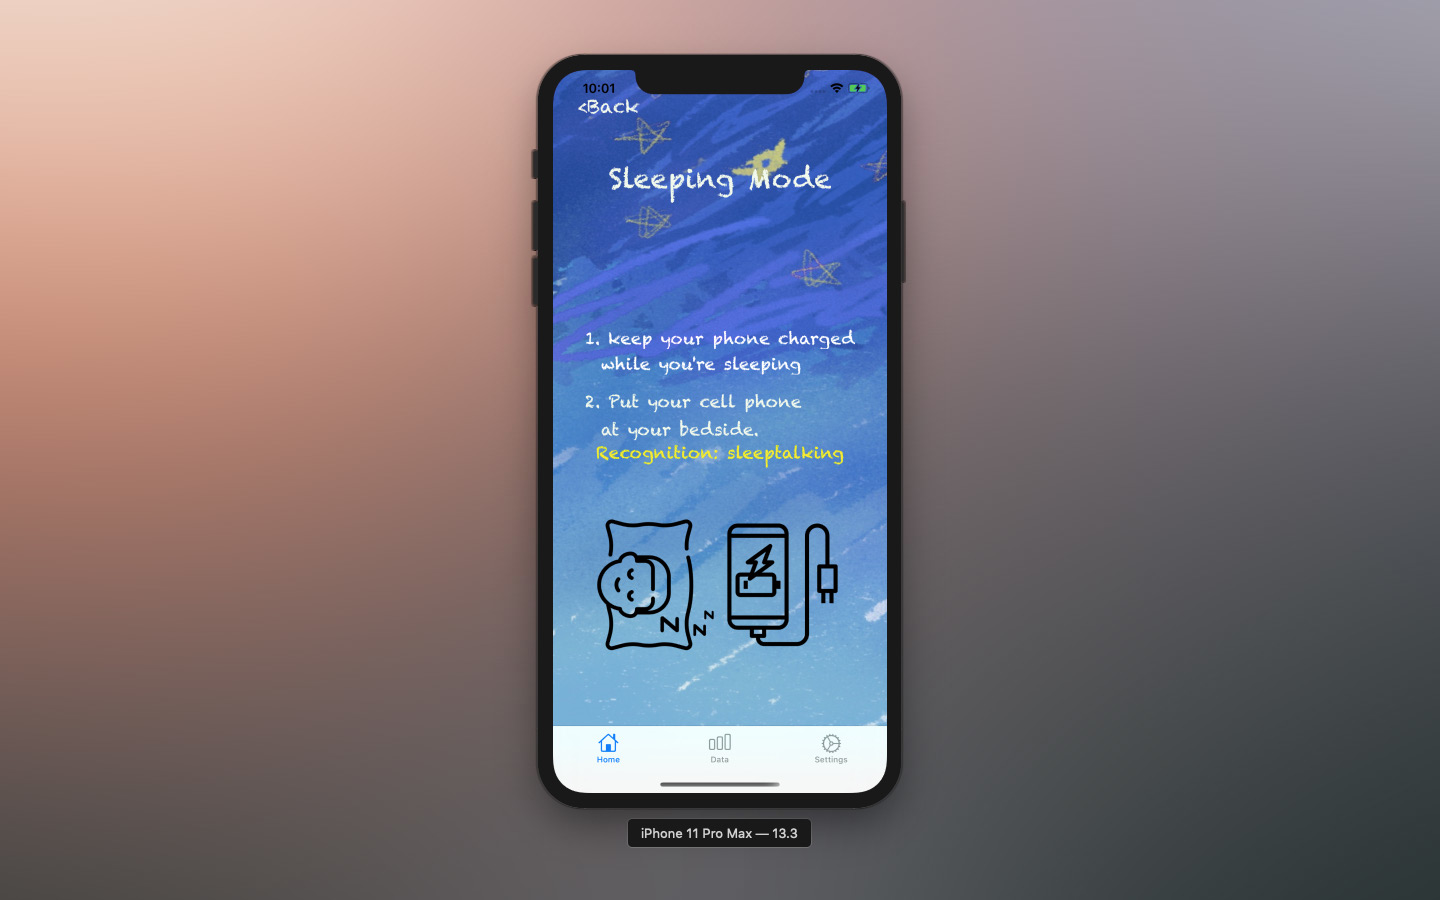 10:01
<Back
Sleeping Mode
1. keep your phone charged
while you're sleeping
2. Put your cell phone
at your bedside.
Recognition: sleeptalking
z z z
Home
Data
Settings
iPhone 11 Pro Max — 13.3